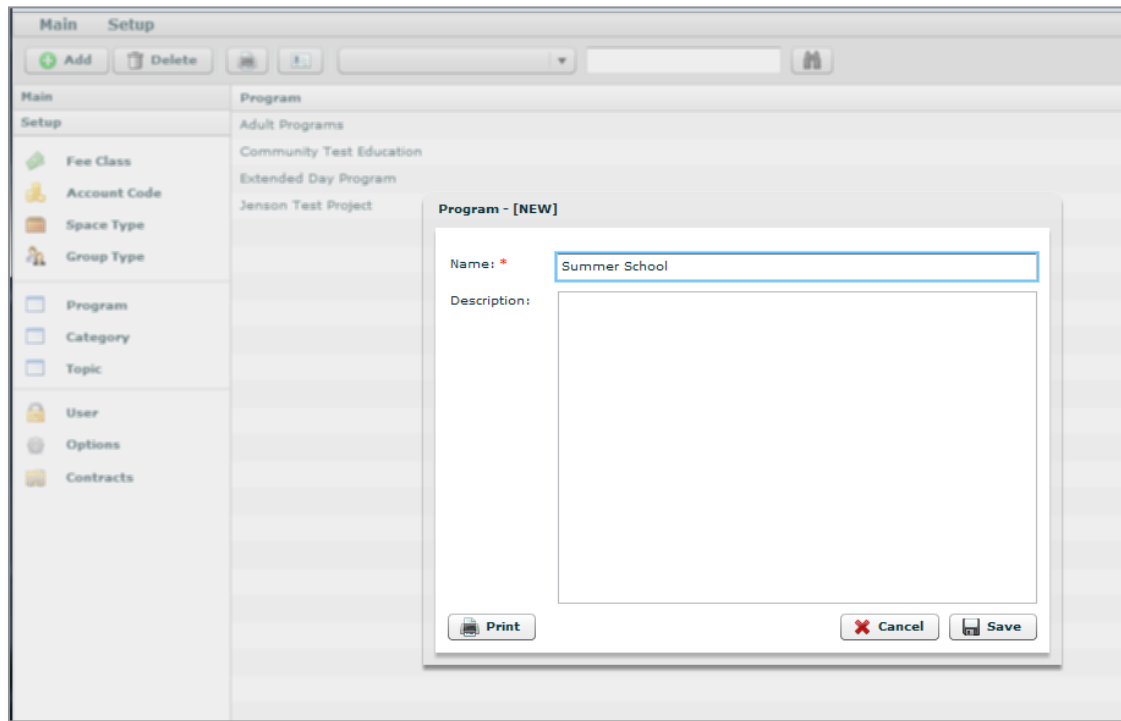 Main Setup
Add Delete
Main
Setup
Fee Class
Account Code
Space Type
Group Type
Program
Category
Topic
User
Options
Contracts
Program
Adult Programs
Community Test Education
Extended Day Program
Jenson Test Project
Program - [NEW]
Name: * Summer School
Description:
Print Cancel Save